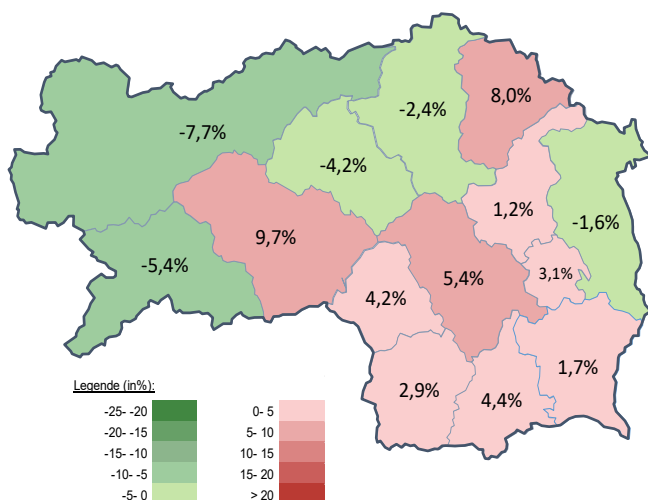 8,0%
-2,4%
-7,7%
-4,2%
1,2%
-1,6%
9,7%
-5,4%
5,4%
3,1%
4,2%
1,7%
2,9%
4,4%
Legende (in%):
-25- -20 0- 5
-20- -15 5- 10
-15- -10 10- 15
-10- -5 15- 20
-5- 0 > 20